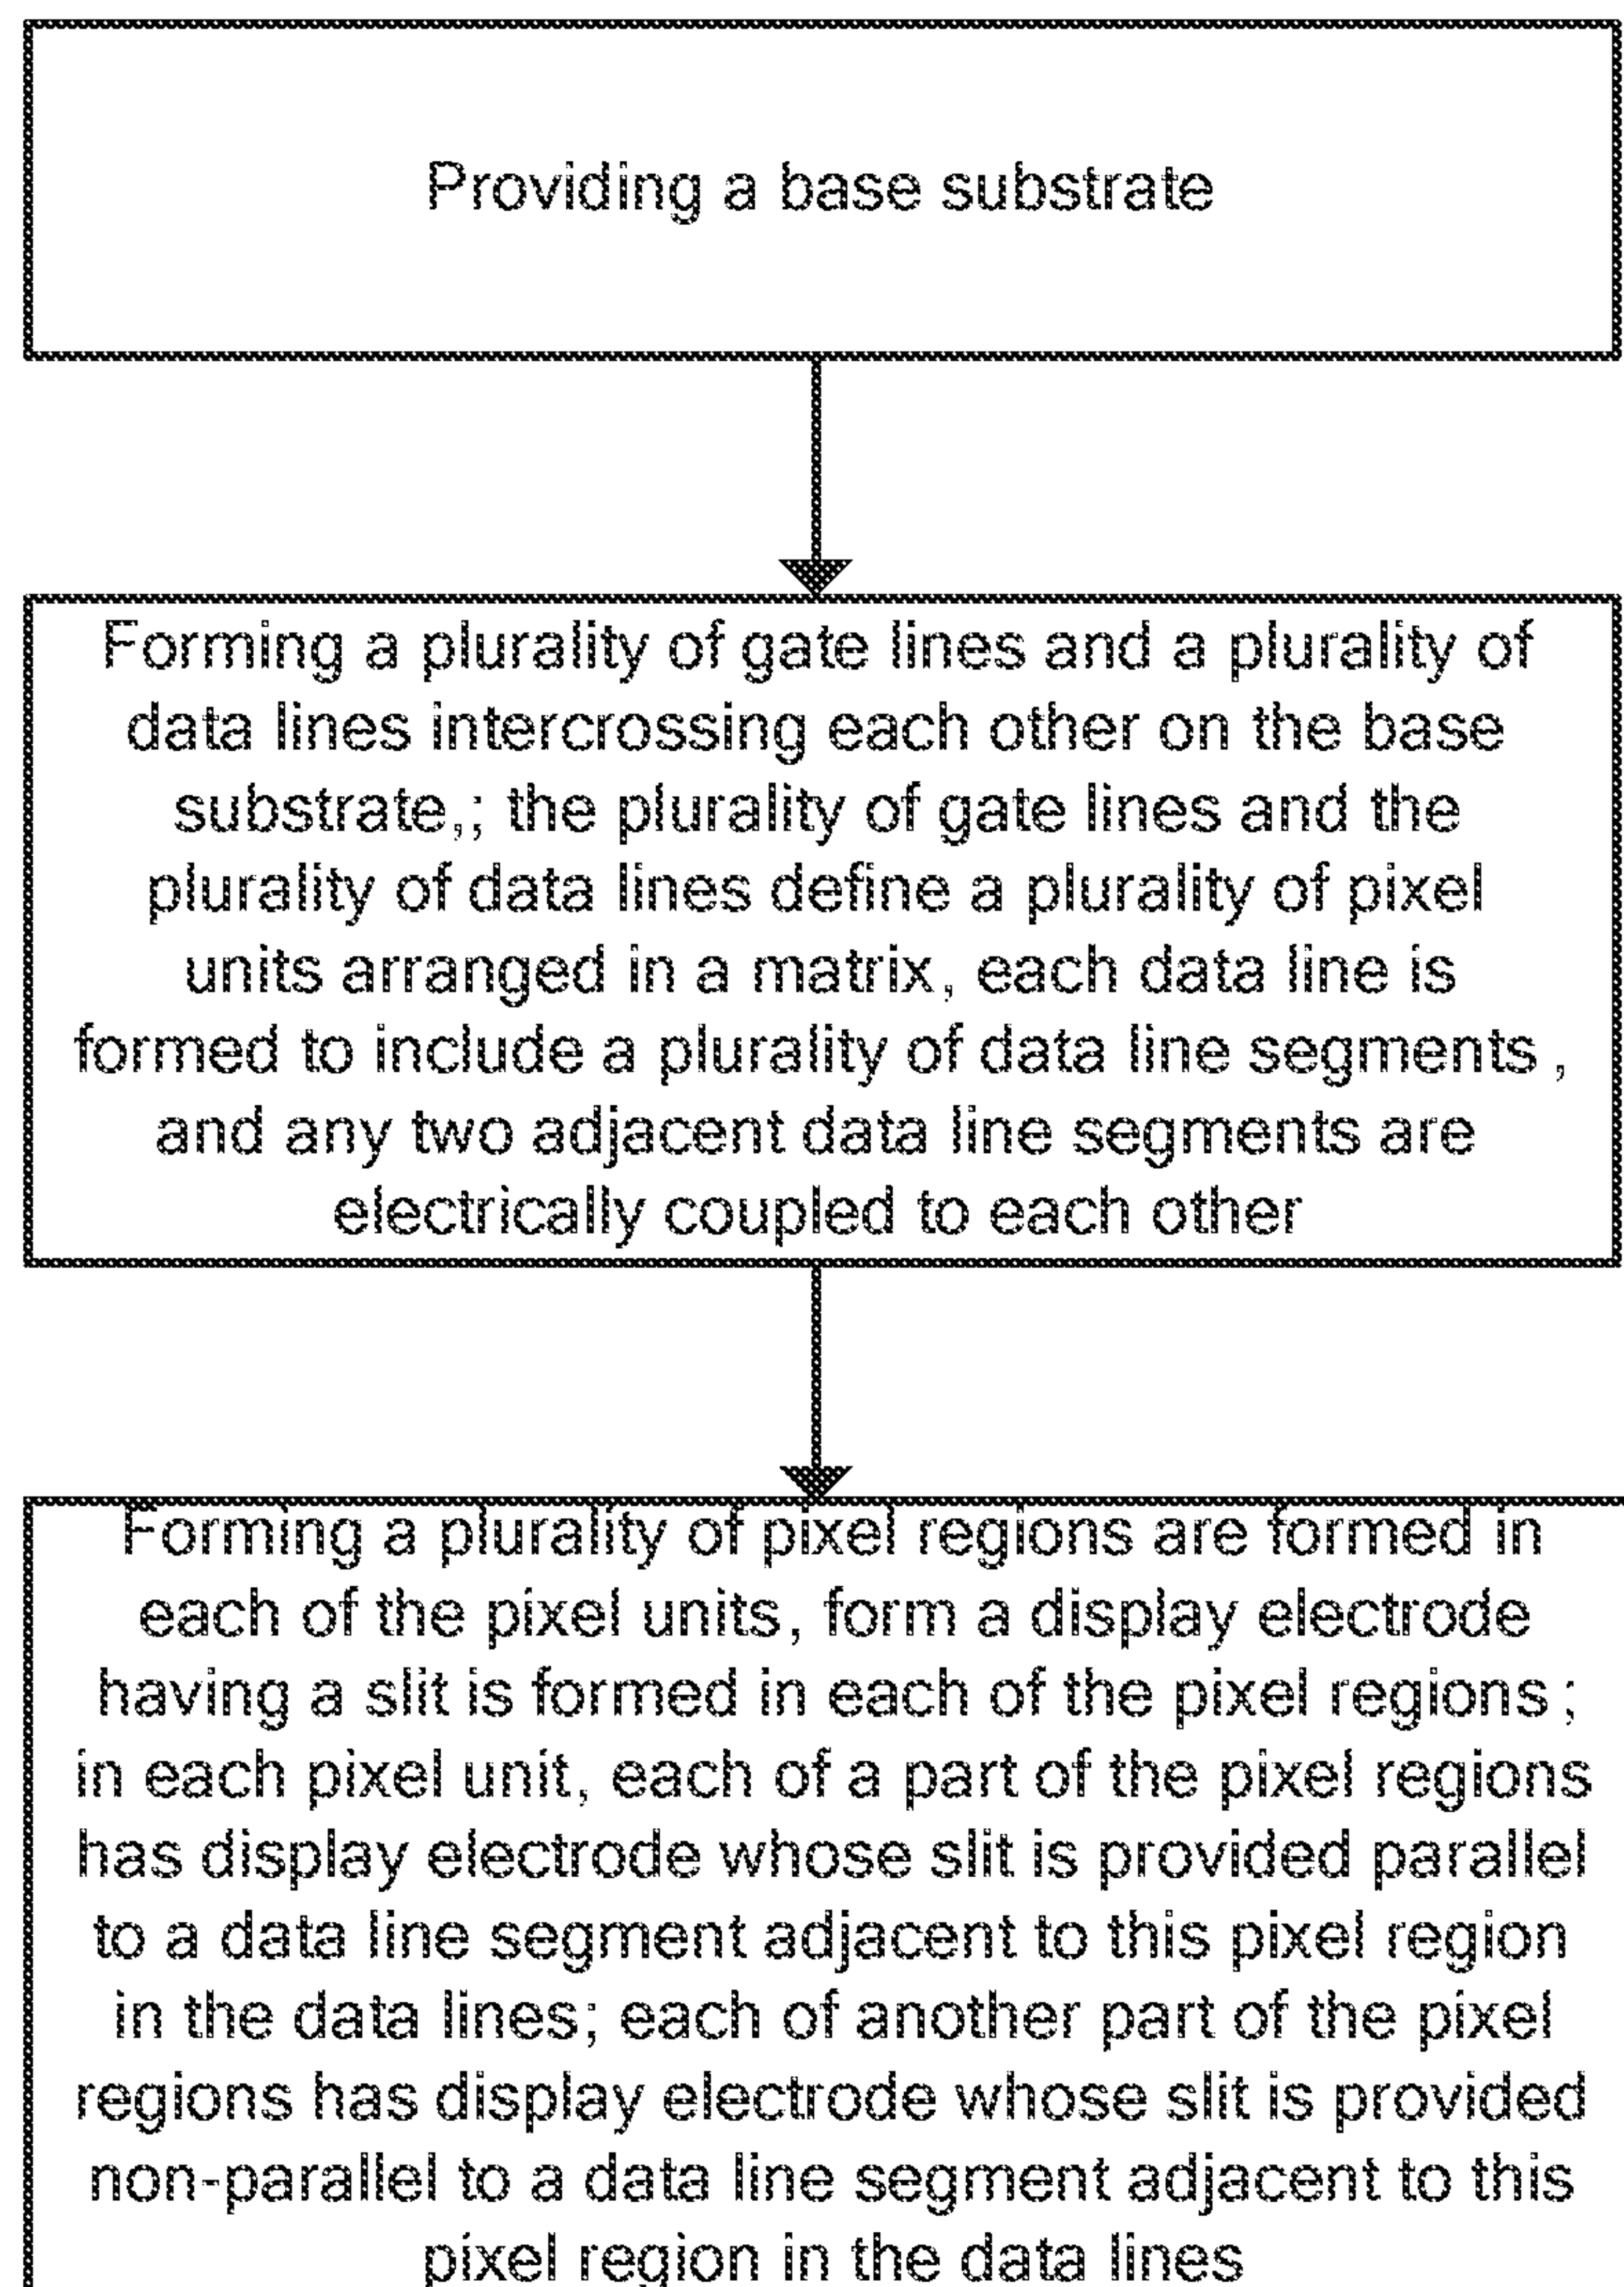 Providing a base substrate
Forming a plurality of gate lines and a plurality of
data lines intercrossing each other on the base
substrate,; the plurality of gate lines and the
plurality of data lines define a plurality of pixel
units arranged in a matrix, each data line is
formed to include a plurality of data line segments ,
and any two adjacent data line segments are
electrically coupled to each other
Forming a plurality of pixel regions are formed in
each of the pixel units, form a display electrode
having a slit is formed in each of the pixel regions ;
in each pixel unit, each of a part of the pixel regions
has display electrode whose slit is provided parallel
to a data line segment adjacent to this pixel region
in the data lines; each of another part of the pixel
regions has display electrode whose slit is provided
non-parallel to a data line segment adjacent to this
pixel region in the data lines